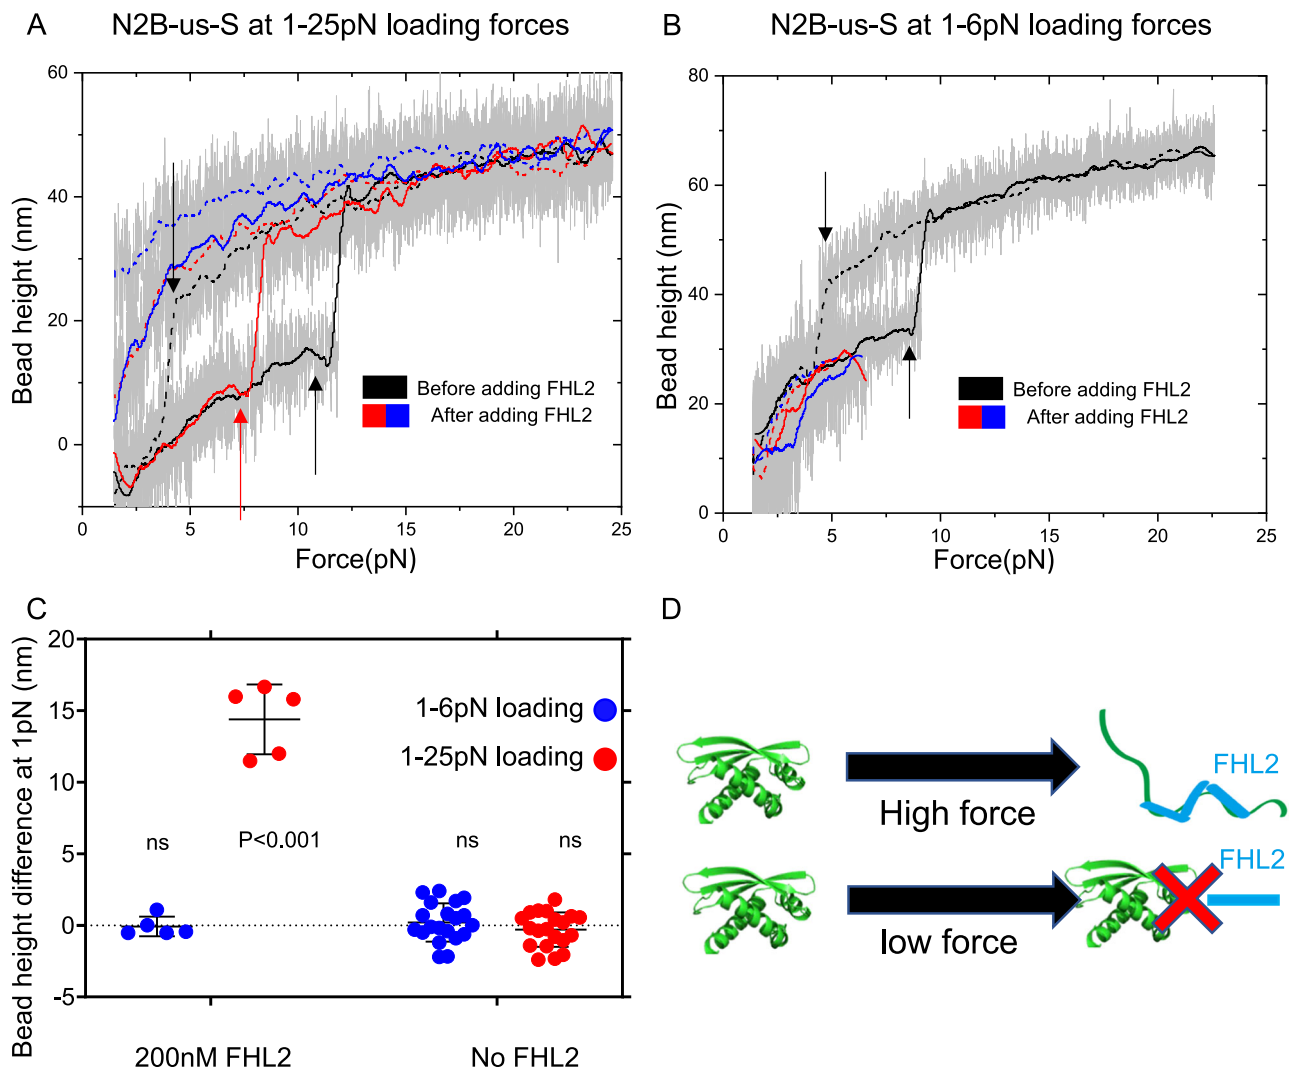 A
N2B-us-S at 1-25pN loading forces
Bead height (nm)
60
40
20
0
0
5
10
15
20
25
Force(pN)
Before adding FHL2
After adding FHL2
B
N2B-us-S at 1-6pN loading forces
Bead height (nm)
80
60
40
20
0
0
5
10
15
20
25
Force(pN)
Before adding FHL2
After adding FHL2
C
Bead height difference at 1pN (nm)
20
15
10
5
0
-5
1-6pN loading
1-25pN loading
ns
P<0.001
ns
ns
200nM FHL2
No FHL2
D
High force
FHL2
low force
FHL2